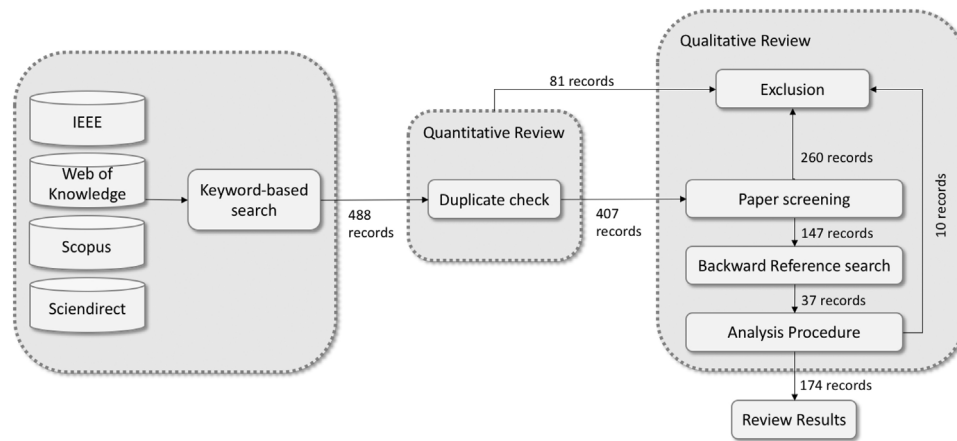 IEEE
Web of
Knowledge
Scopus
Sciendirect
Keyword-based
search
488
records
Quantitative Review
Duplicate check
81 records
407
records
Qualitative Review
Exclusion
260 records
Paper screening
147 records
Backward Reference search
37 records
Analysis Procedure
10 records
174 records
Review Results